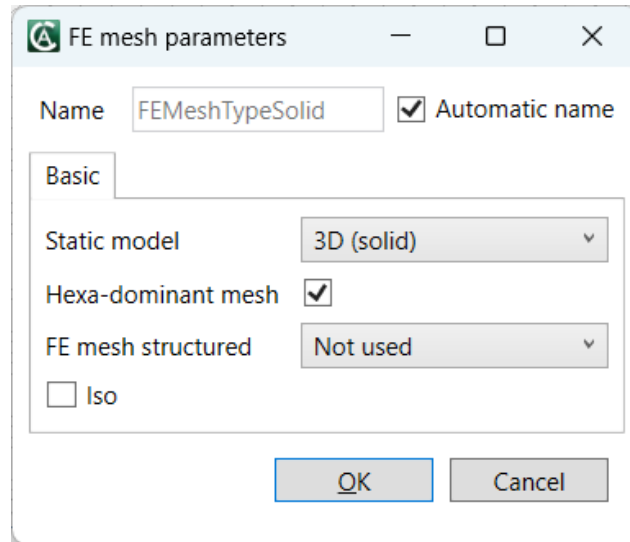 FE mesh parameters
Name FEMeshTypeSolid Automatic name
Basic
Static model 3D (solid)
Hexa-dominant mesh
FE mesh structured Not used
Iso
OK Cancel